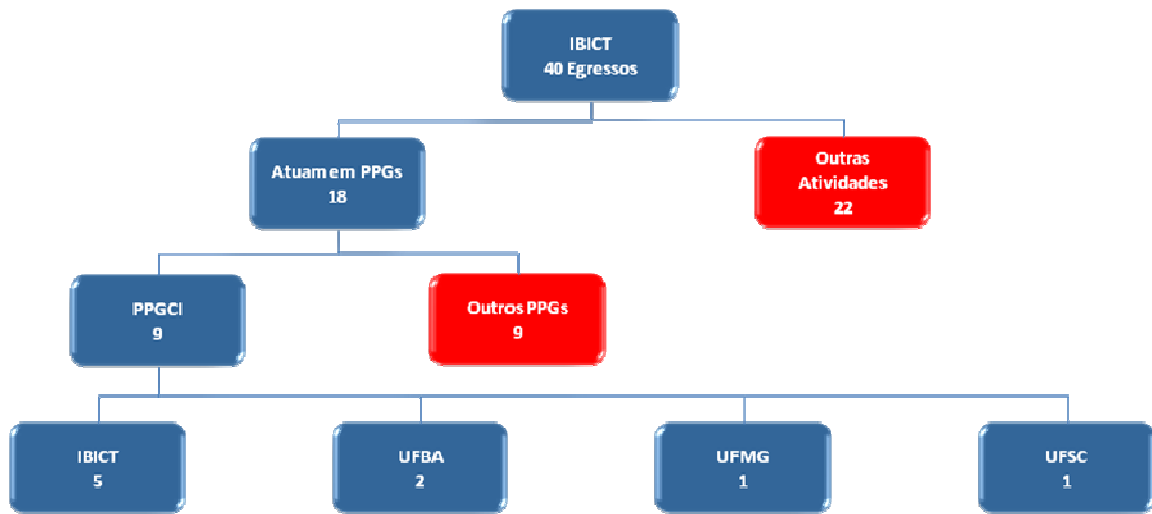 IBICT
40 Egressos
Atuam em PPGs
18
Outras
Atividades
22
PPGCI
9
Outros PPGs
9
IBICT
5
UFBA
2
UFMG
1
UFSC
1